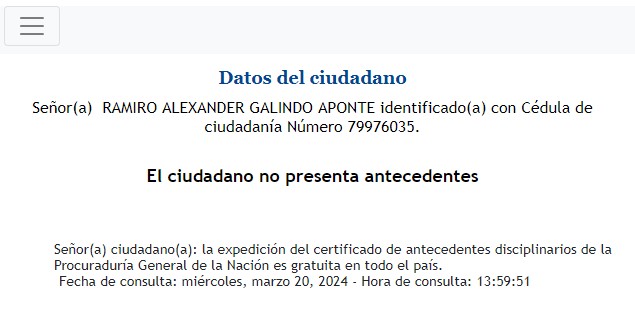 Datos del ciudadano
Señor(a)  RAMIRO ALEXANDER GALINDO APONTE identificado(a) con Cédula de
ciudadanía Número 79976035.
El ciudadano no presenta antecedentes
Señor(a) ciudadano(a): la expedición del certificado de antecedentes disciplinarios de la
Procuraduría General de la Nación es gratuita en todo el país.
Fecha de consulta: miércoles, marzo 20, 2024 - Hora de consulta: 13:59:51